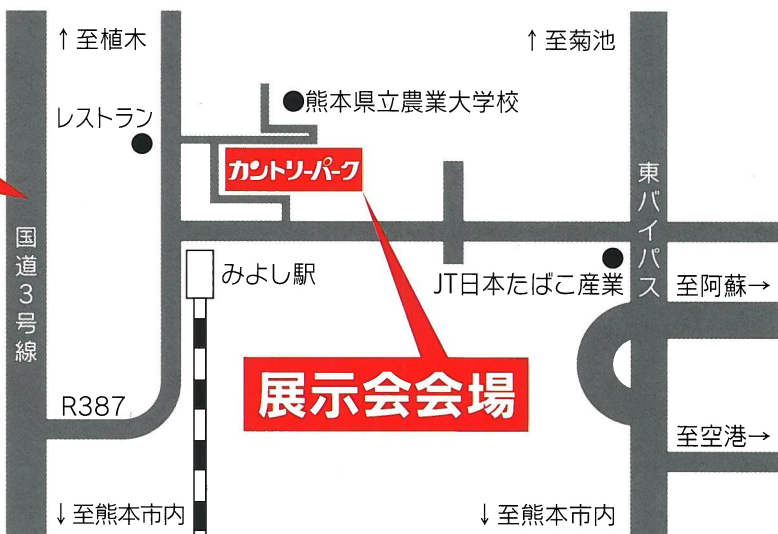 ↑至植木
↑至菊池
●熊本県立農業大学校
レストラン
カントリーパーク
東バイパス
国道3号線
みよし駅
JT日本たばこ産業
至阿蘇→
展示会会場
R387
至空港→
↓至熊本市内
↓至熊本市内